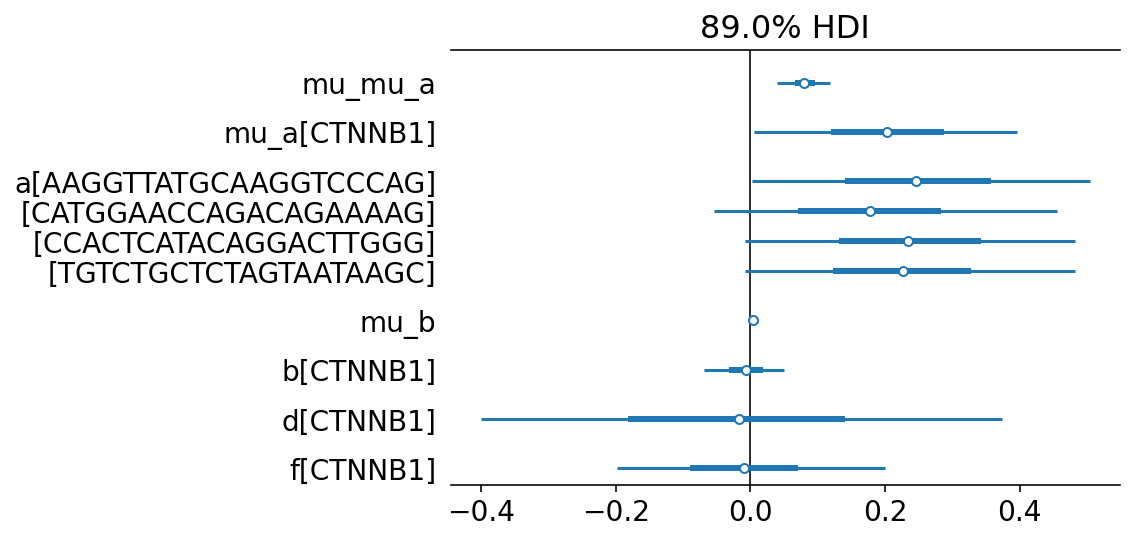 89.0% HDI
mu_mu_a
mu_a[CTNNB1]
a[AAGGTTATGCAAGGTCCCAG]
[CATGGAACCAGACAGAAAAG]
[CCACTCATACAGGACTTGGG]
[TGTCTGCTCTAGTAATAAGC]
mu_b
b[CTNNB1]
d[CTNNB1]
f[CTNNB1]
−0.4 −0.2 0.0 0.2 0.4